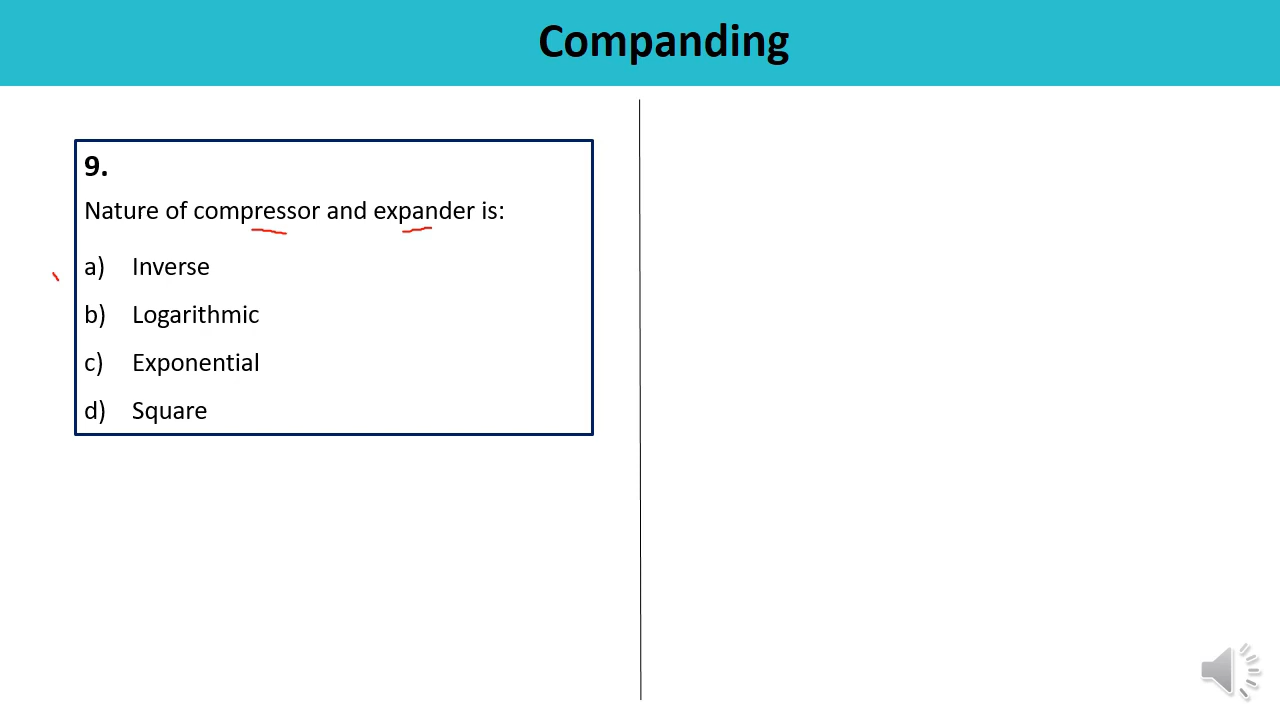 Companding
9.
Nature of compressor and expander is:
a) Inverse
b) Logarithmic
c) Exponential
d) Square